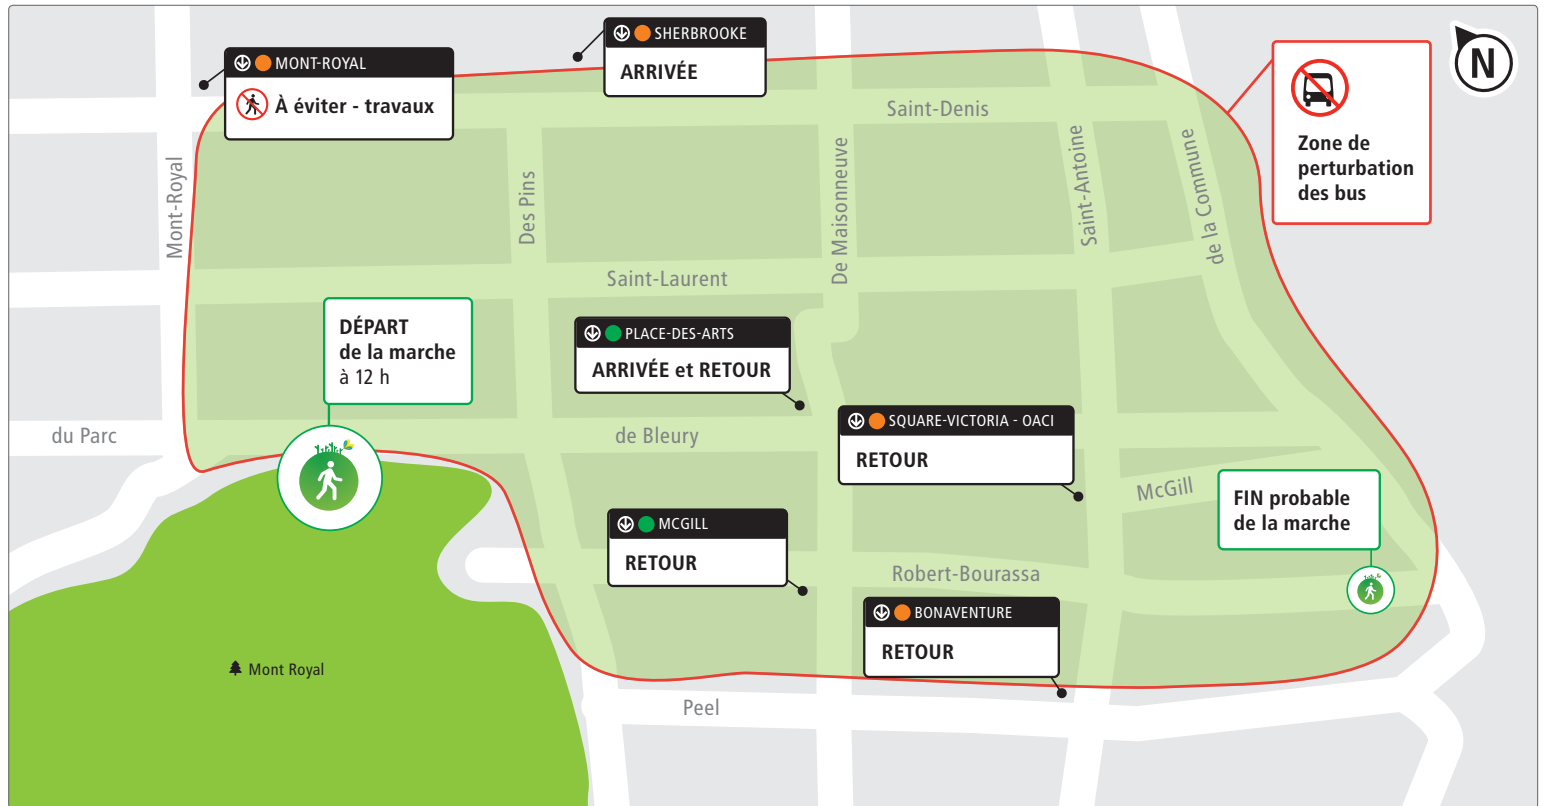 SHERBROOKE
ARRIVÉE
MONT-ROYAL
À éviter - travaux
N
Zone de
perturbation
des bus
Saint-Denis
Mont-Royal
Des Pins
De Maisonneuve
Saint-Antoine
de la Commune
Saint-Laurent
DÉPART
de la marche
à 12 h
PLACE-DES-ARTS
ARRIVÉE et RETOUR
du Parc
de Bleury
SQUARE-VICTORIA - OACI
RETOUR
McGill
FIN probable
de la marche
MCGILL
RETOUR
Robert-Bourassa
BONAVENTURE
RETOUR
Mont Royal
Peel